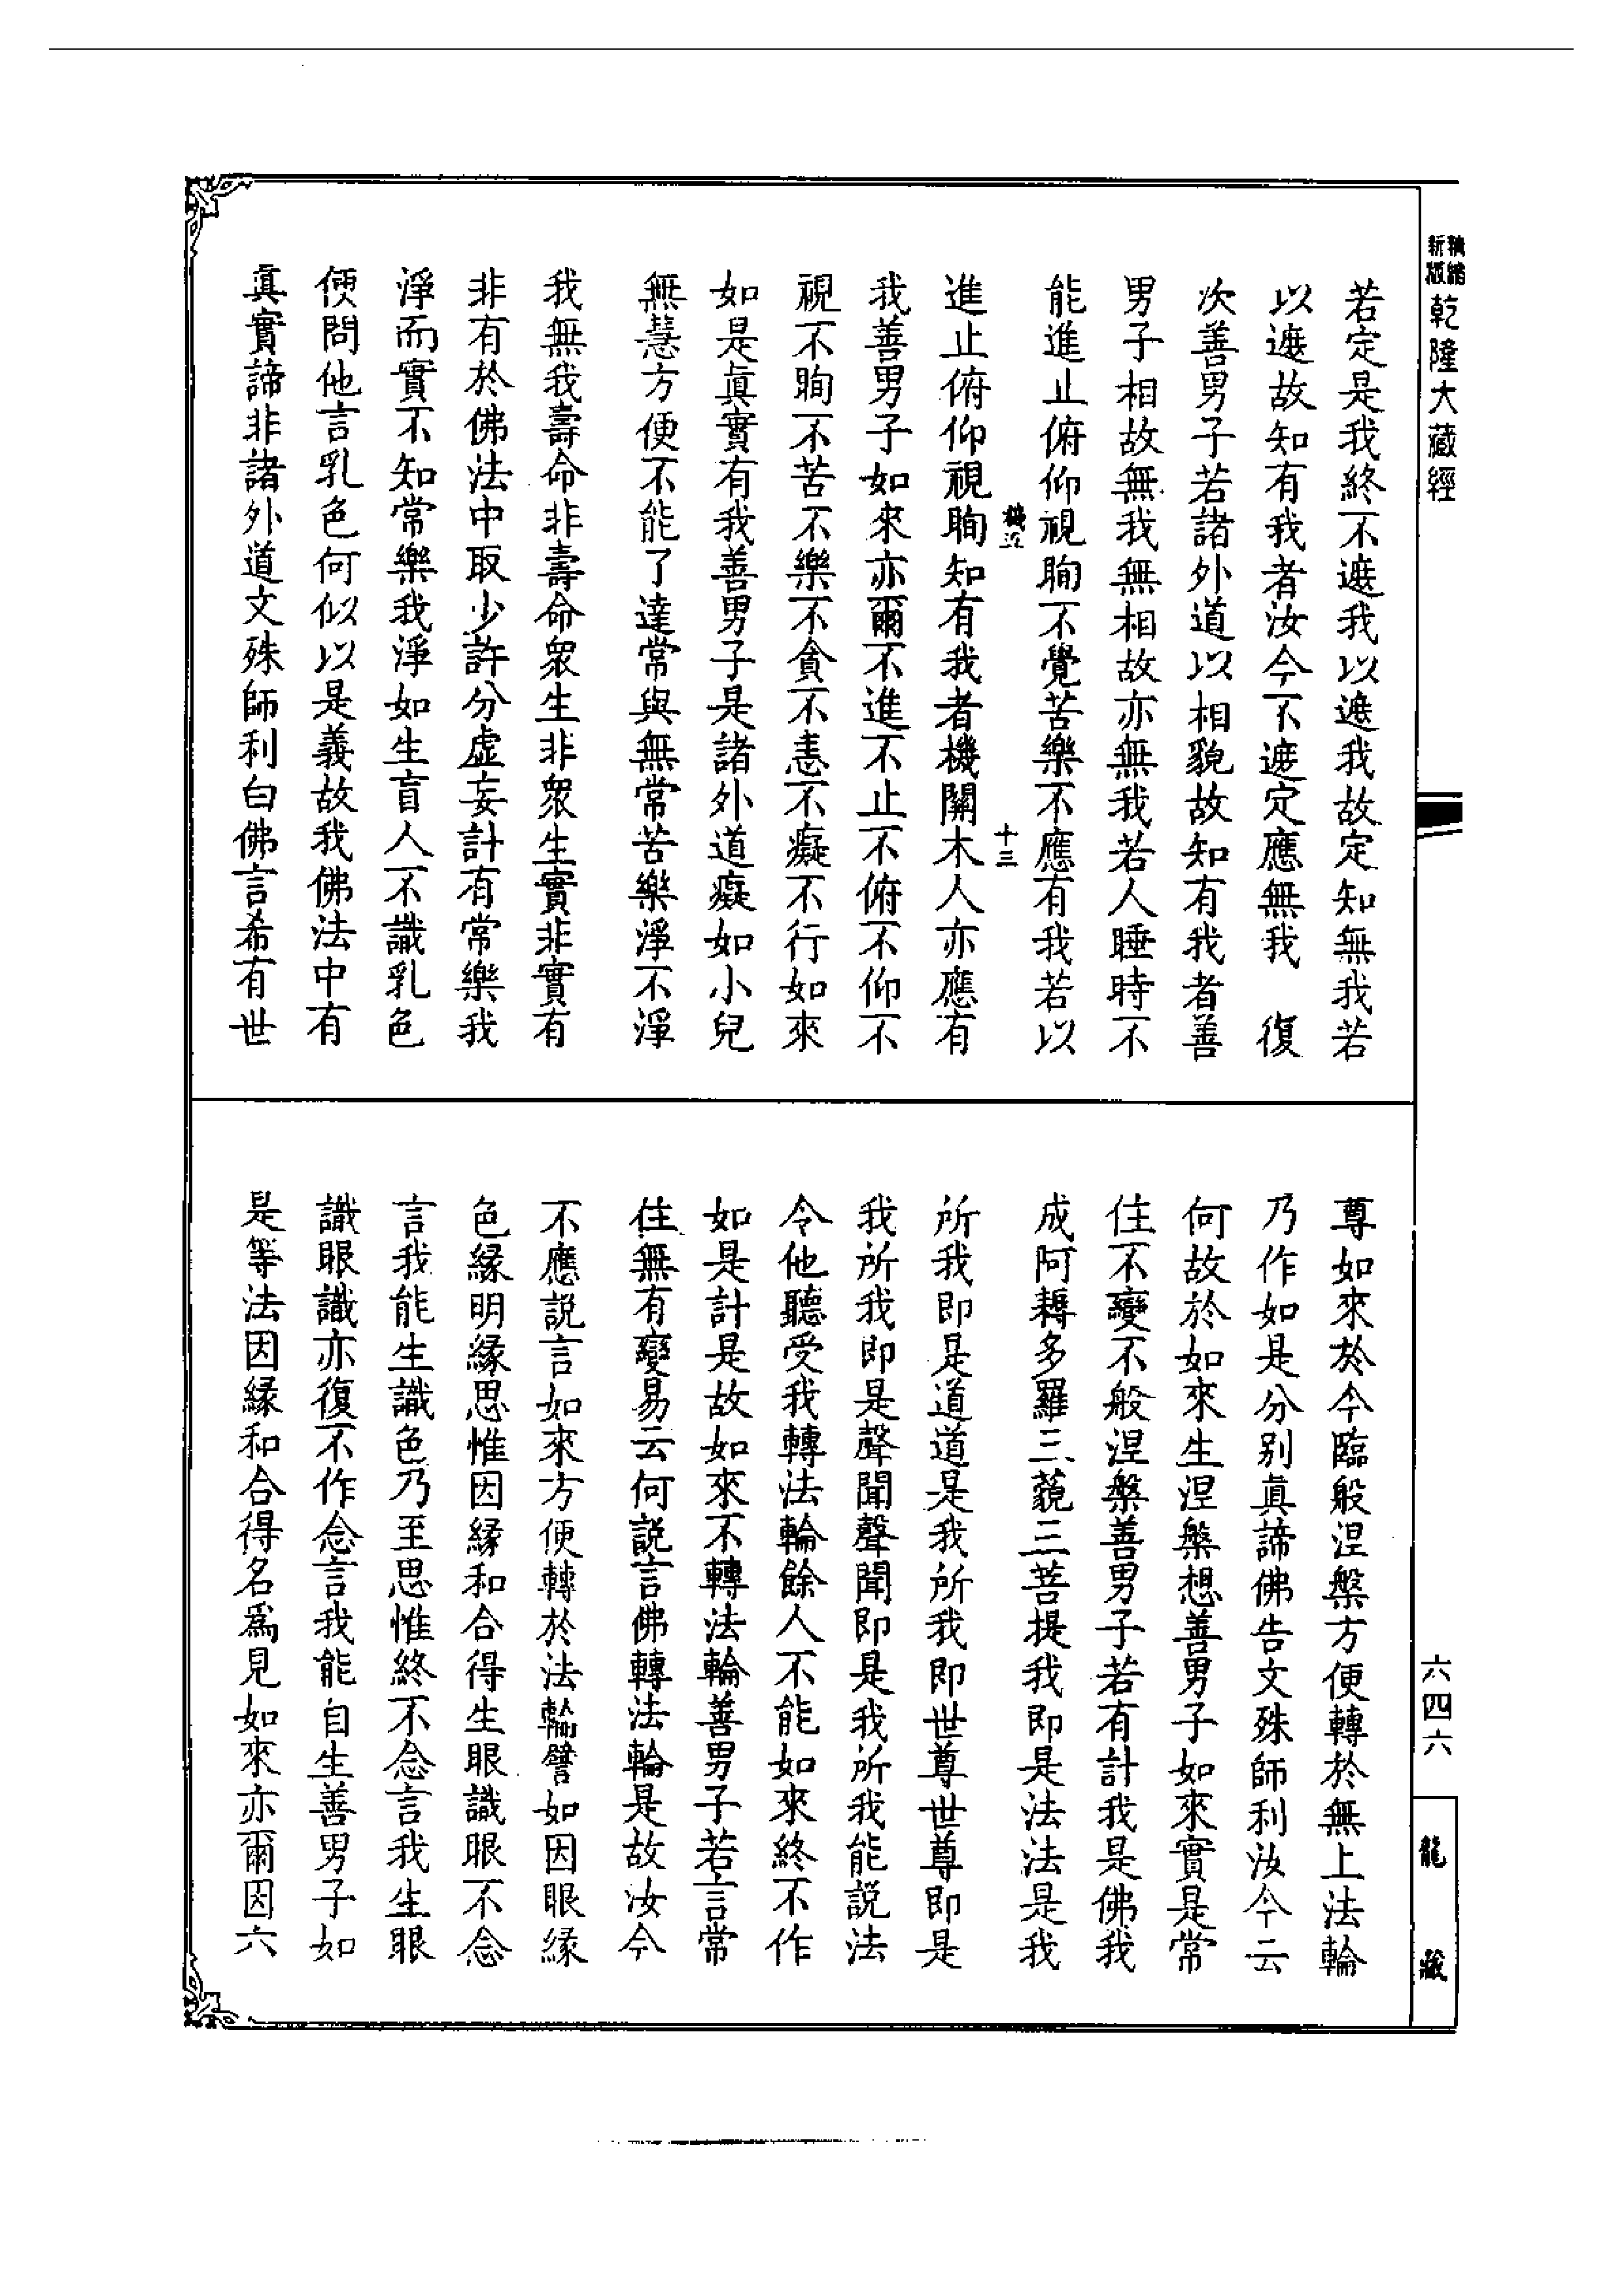 精縮新版乾隆大藏經
若定是我終不遮我以遮我故定知無我若
以遮故知有我者汝今不遮定應無我　復
次善男子若諸外道以相貌故知有我者善
男子相故無我無相故亦無我若人睡時不
能進止俯仰視眴不覺苦樂不應有我若以
十三
進止俯仰視眴知有我者機關木人亦應有
我善男子如來亦爾不進不止不俯不仰不
視不眴不苦不樂不貪不恚不癡不行如來
如是眞實有我善男子是諸外道癡如小兒
無慧方便不能了達常與無常苦樂淨不淨
我無我壽命非壽命衆生非衆生實非實有
非有於佛法中取少許分虛妄計有常樂我
淨而實不知常樂我淨如生盲人不識乳色
便問他言乳色何似以是義故我佛法中有
眞實諦非諸外道文殊師利白佛言希有世
尊如來於今臨般涅槃方便轉於無上法輪
乃作如是分别眞諦佛告文殊師利汝今云
何故於如來生涅槃想善男子如來實是常
住不變不般涅槃善男子若有計我是佛我
成阿耨多羅三藐三菩提我即是法法是我
所我即是道道是我所我即世尊世尊即是
我所我即是聲聞聲聞即是我所我能説法
令他聽受我轉法輪餘人不能如來終不作
如是計是故如來不轉法輪善男子若言常
住無有變易云何説言佛轉法輪是故汝今
不應説言如來方便轉於法輪譬如因眼緣
色緣明緣思惟因緣和合得生眼識眼不念
言我能生識色乃至思惟終不念言我生眼
識眼識亦復不作念言我能自生善男子如
是等法因緣和合得名爲見如來亦爾因六
六四六
龍藏